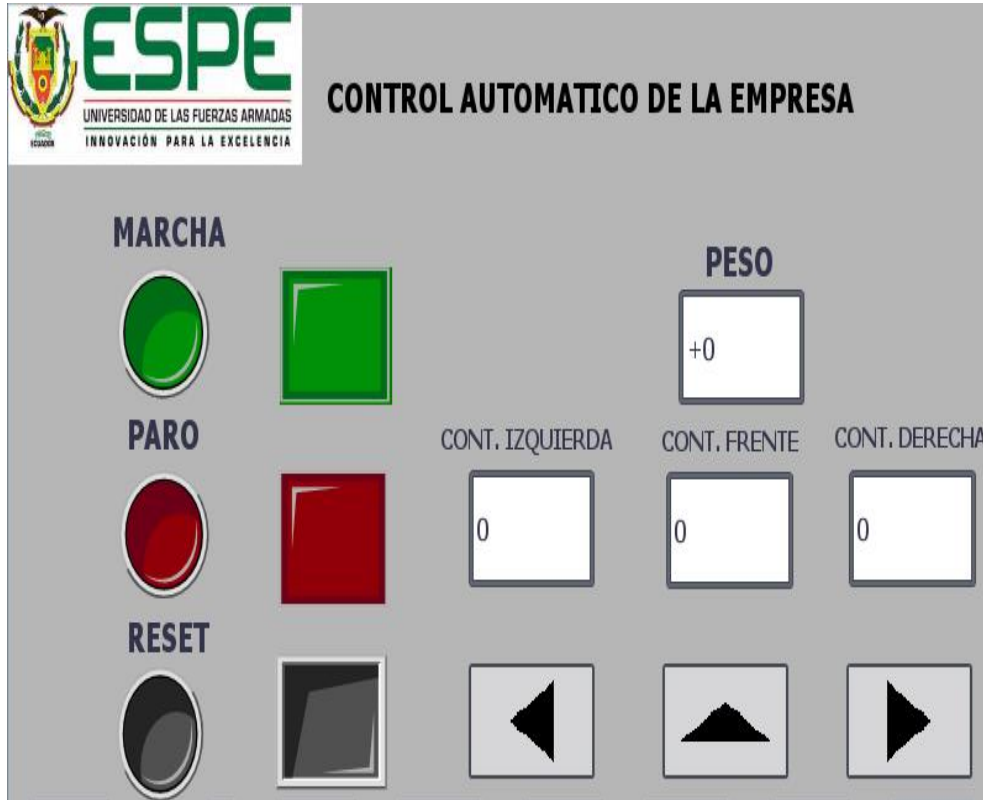 ESPE
UNIVERSIDAD DE LAS FUERZAS ARMADAS
INNOVACIÓN PARA LA EXCELENCIA
ECUADOR
CONTROL AUTOMATICO DE LA EMPRESA
MARCHA
PESO
+0
PARO
CONT. IZQUIERDA
CONT. FRENTE
CONT. DERECHA
0
0
0
RESET